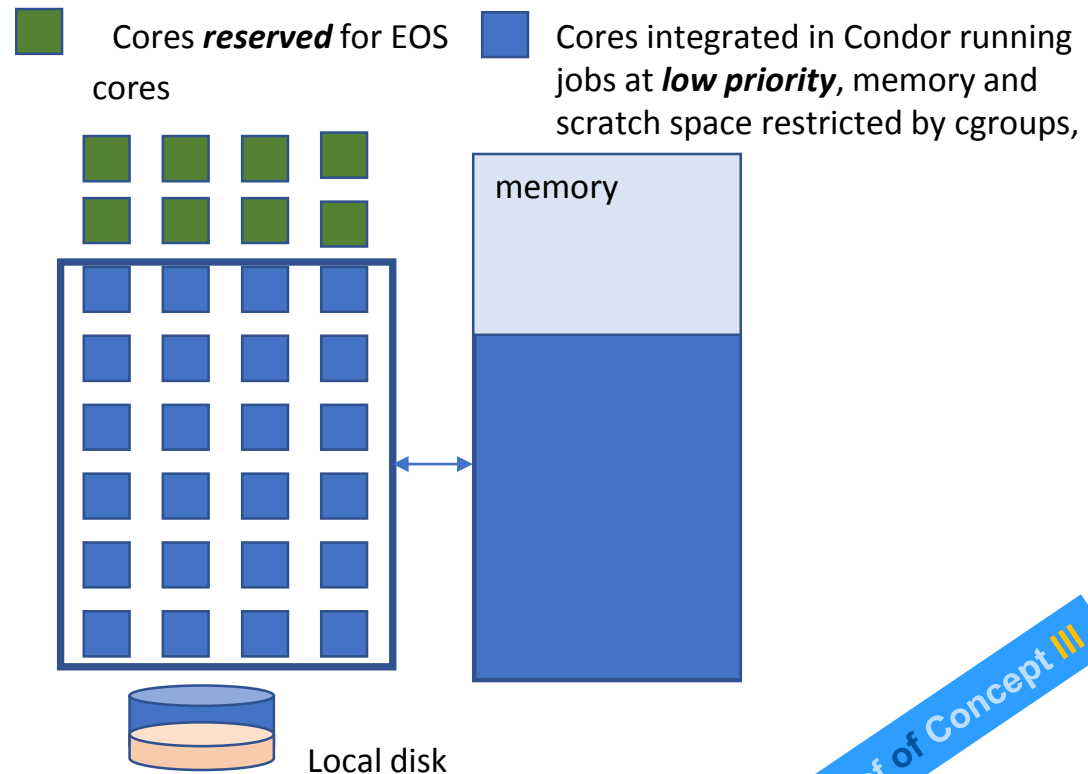 Cores reserved for EOS
cores
Cores integrated in Condor running
jobs at low priority, memory and
scratch space restricted by cgroups,
memory
Local disk
of Concept III